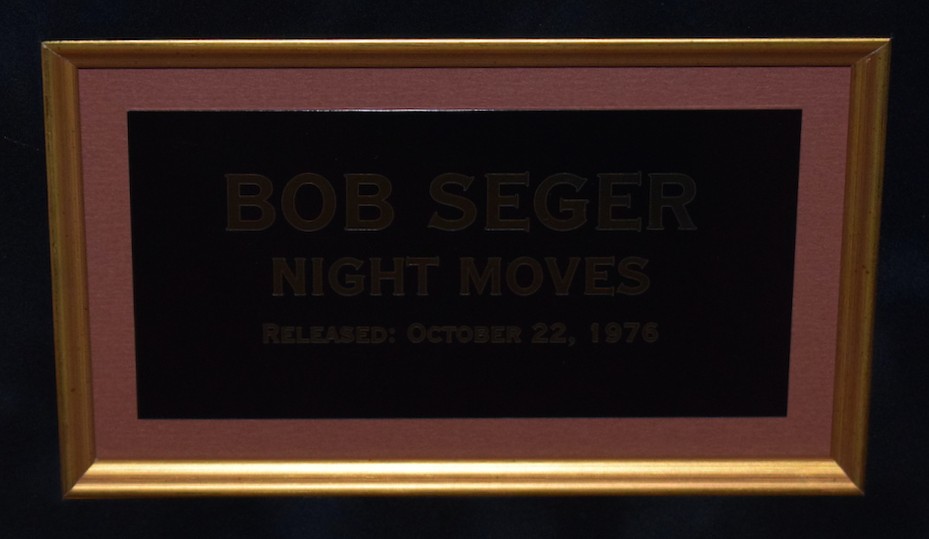 BOB SEGER
NIGHT MOVES
RELEASED: OCTOBER 22, 1976